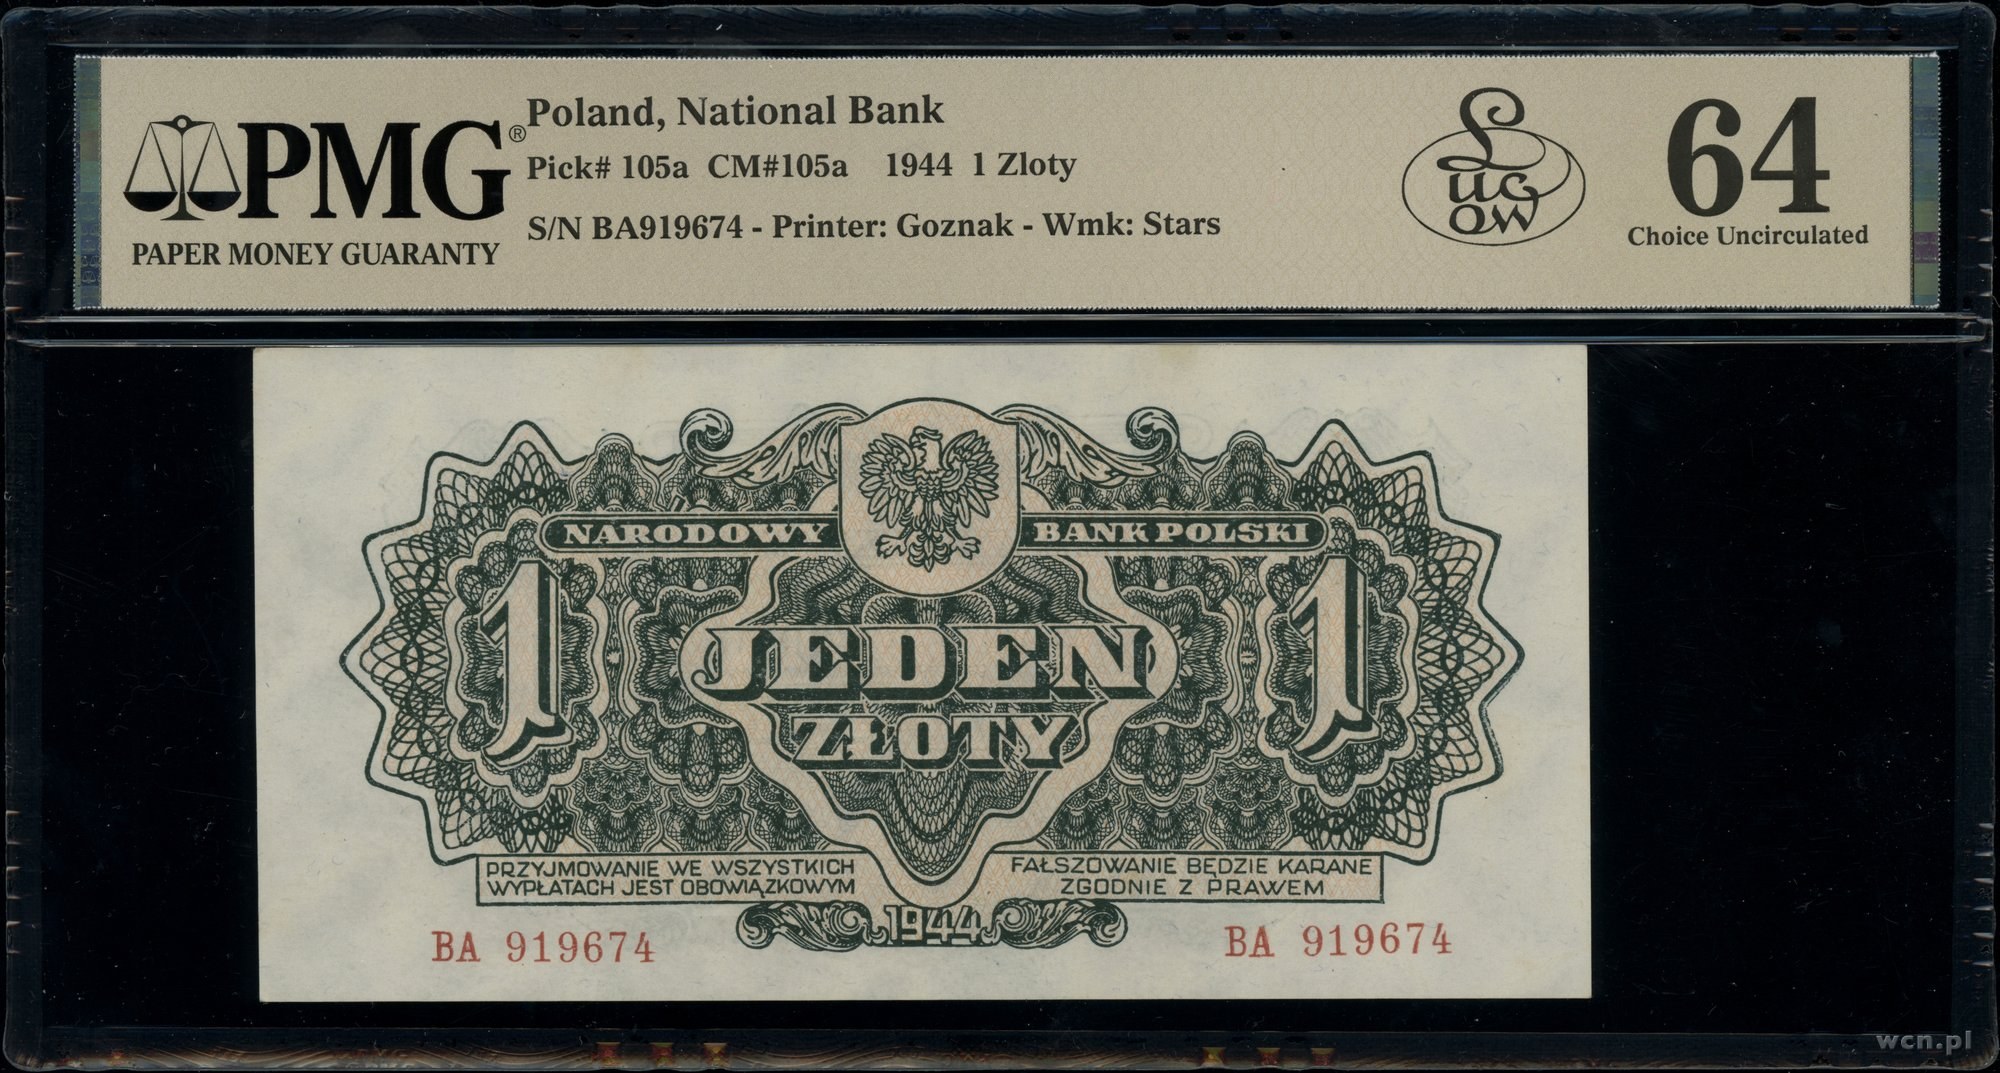 PMG®
PAPER MONEY GUARANTY
Poland, National Bank
Pick# 105a CM#105a 1944 1 Zloty
S/N BA919674 - Printer: Goznak - Wmk: Stars
Lucow
64
Choice Uncirculated
NARODOWY BANK POLSKI
1 1
JEDEN
ZŁOTY
PRZYJMOWANIE WE WSZYSTKICH
WYPŁATACH JEST OBOWIĄZKOWYM
FAŁSZOWANIE BĘDZIE KARANE
ZGODNIE Z PRAWEM
1944
BA 919674
BA 919674
wcn.pl